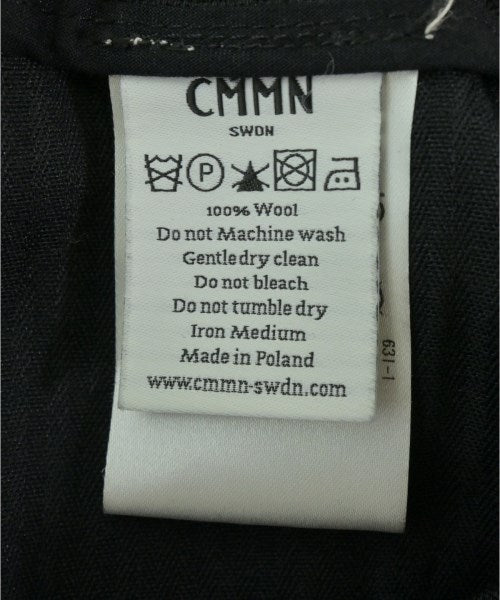 CMMN
SWDN
P
100% Wool
Do not Machine wash
Gentle dry clean
Do not bleach
Do not tumble dry
Iron Medium
Made in Poland
www.cmmn-swdn.com
631-1